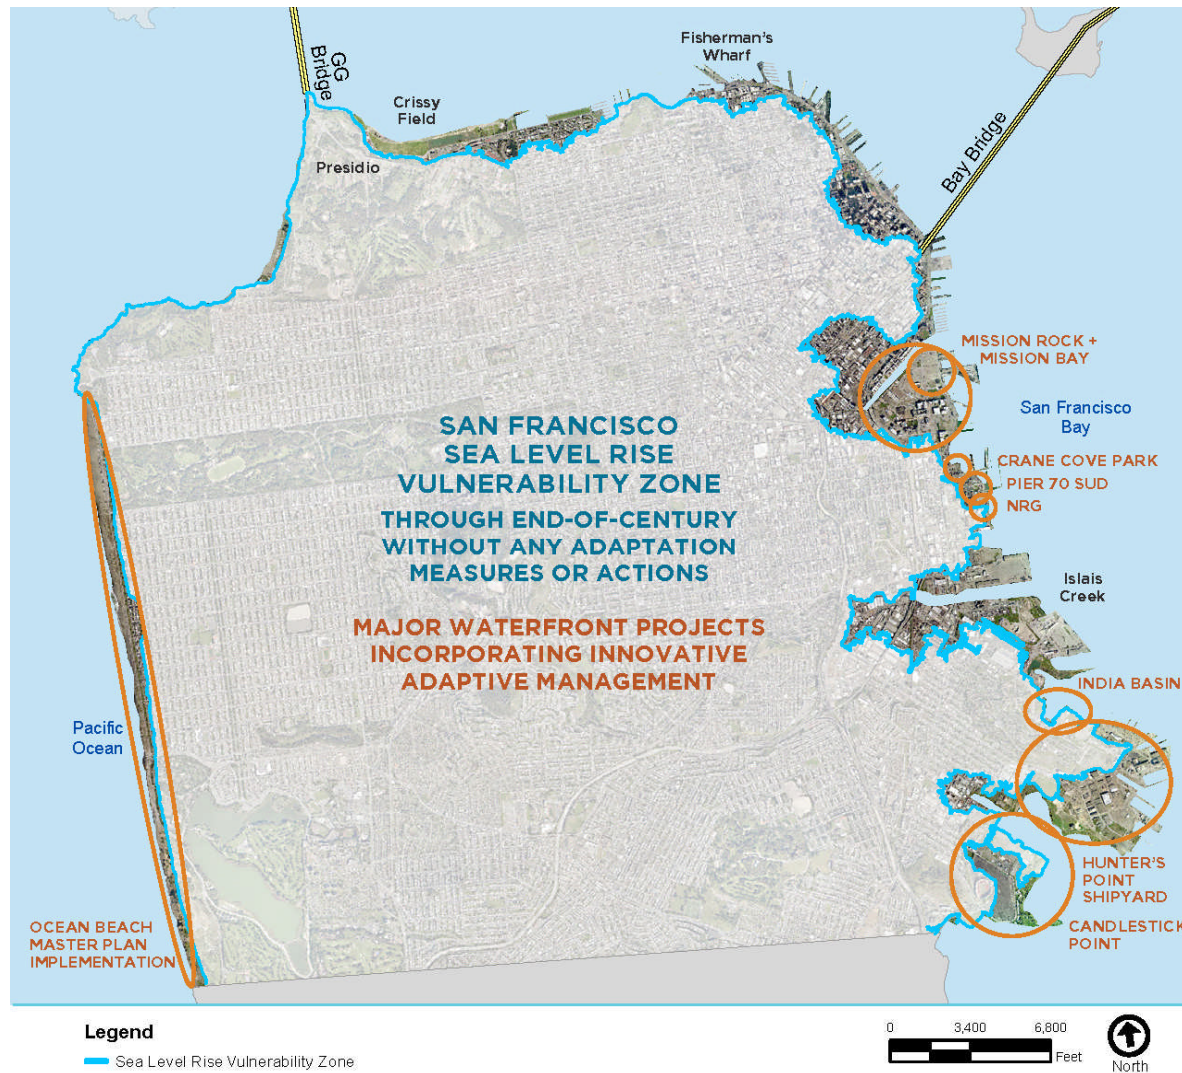 GG
Bridge
Crissy
Field
Presidio
Fisherman's
Wharf
Bay Bridge
MISSION ROCK +
MISSION BAY
San Francisco
Bay
CRANE COVE PARK
PIER 70 SUD
NRG
Islais
Creek
INDIA BASIN
HUNTER'S
POINT
SHIPYARD
CANDLESTICK
POINT
SAN FRANCISCO
SEA LEVEL RISE
VULNERABILITY ZONE
THROUGH END-OF-CENTURY
WITHOUT ANY ADAPTATION
MEASURES OR ACTIONS
MAJOR WATERFRONT PROJECTS
INCORPORATING INNOVATIVE
ADAPTIVE MANAGEMENT
Pacific
Ocean
OCEAN BEACH
MASTER PLAN
IMPLEMENTATION
Legend
Sea Level Rise Vulnerability Zone
0 3,400 6,800
Feet
North